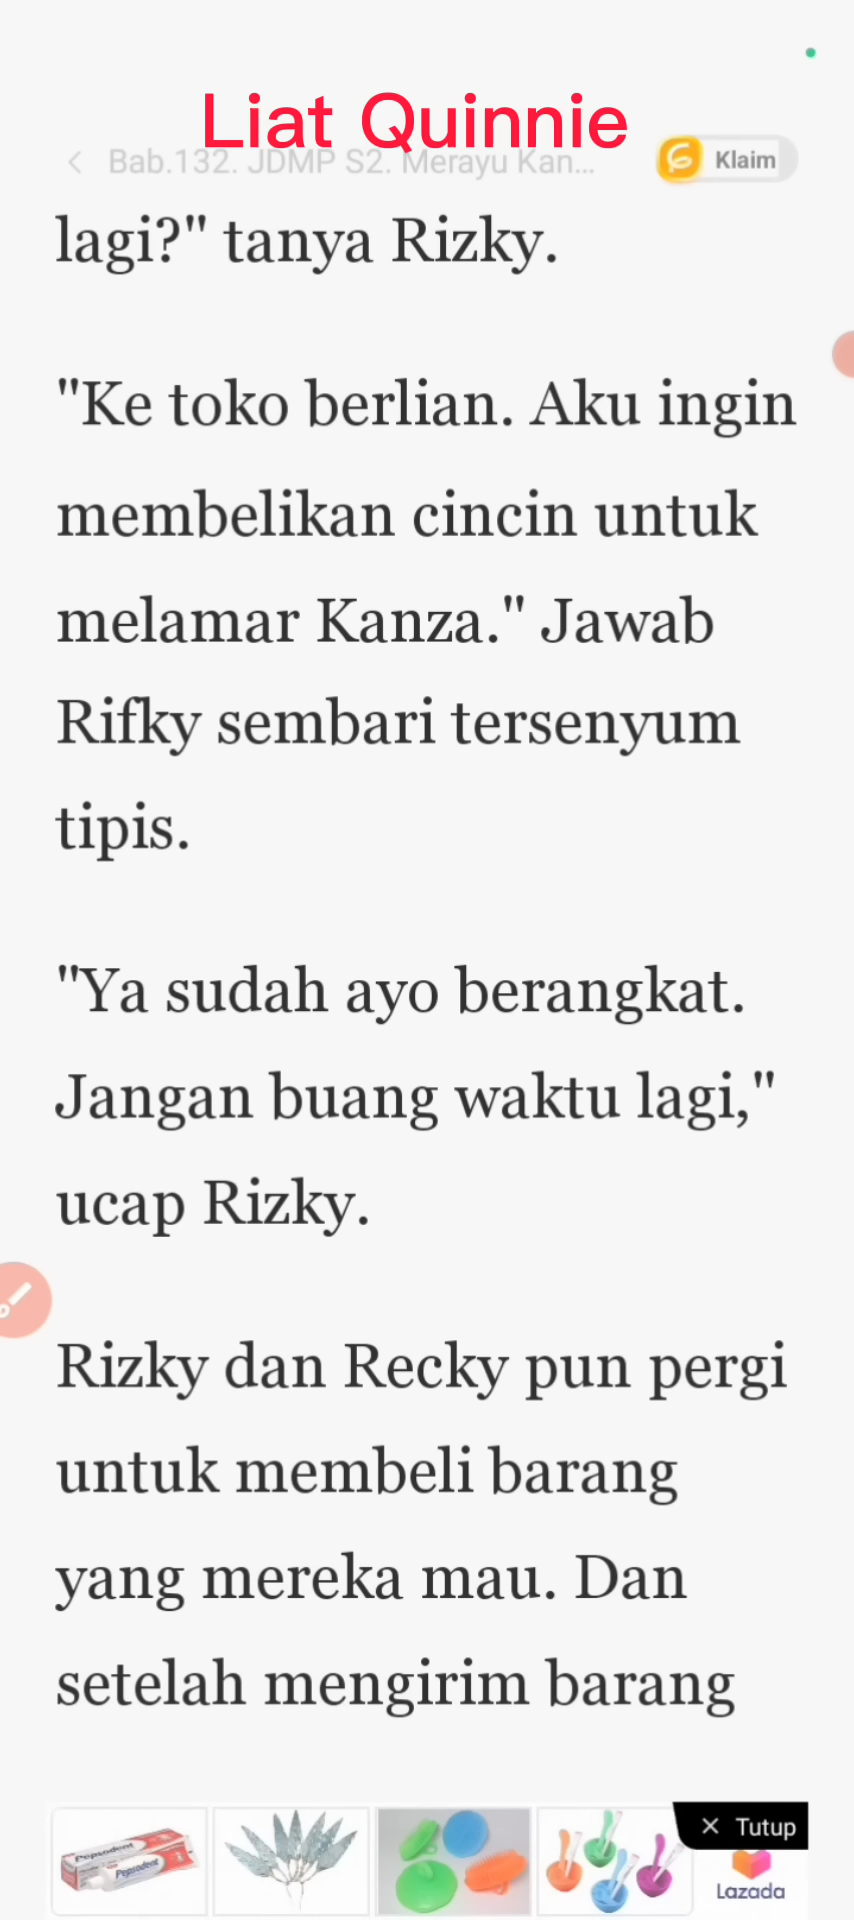 Liat Quinnie
Bab.132. JDMP S2. Merayu Kan...
Klaim
lagi?" tanya Rizky.
"Ke toko berlian. Aku ingin
membelikan cincin untuk
melamar Kanza." Jawab
Rifky sembari tersenyum
tipis.
"Ya sudah ayo berangkat.
Jangan buang waktu lagi,"
ucap Rizky.
Rizky dan Recky pun pergi
untuk membeli barang
yang mereka mau. Dan
setelah mengirim barang
Tutup
Pepsodent
Pepsodent
Lazada